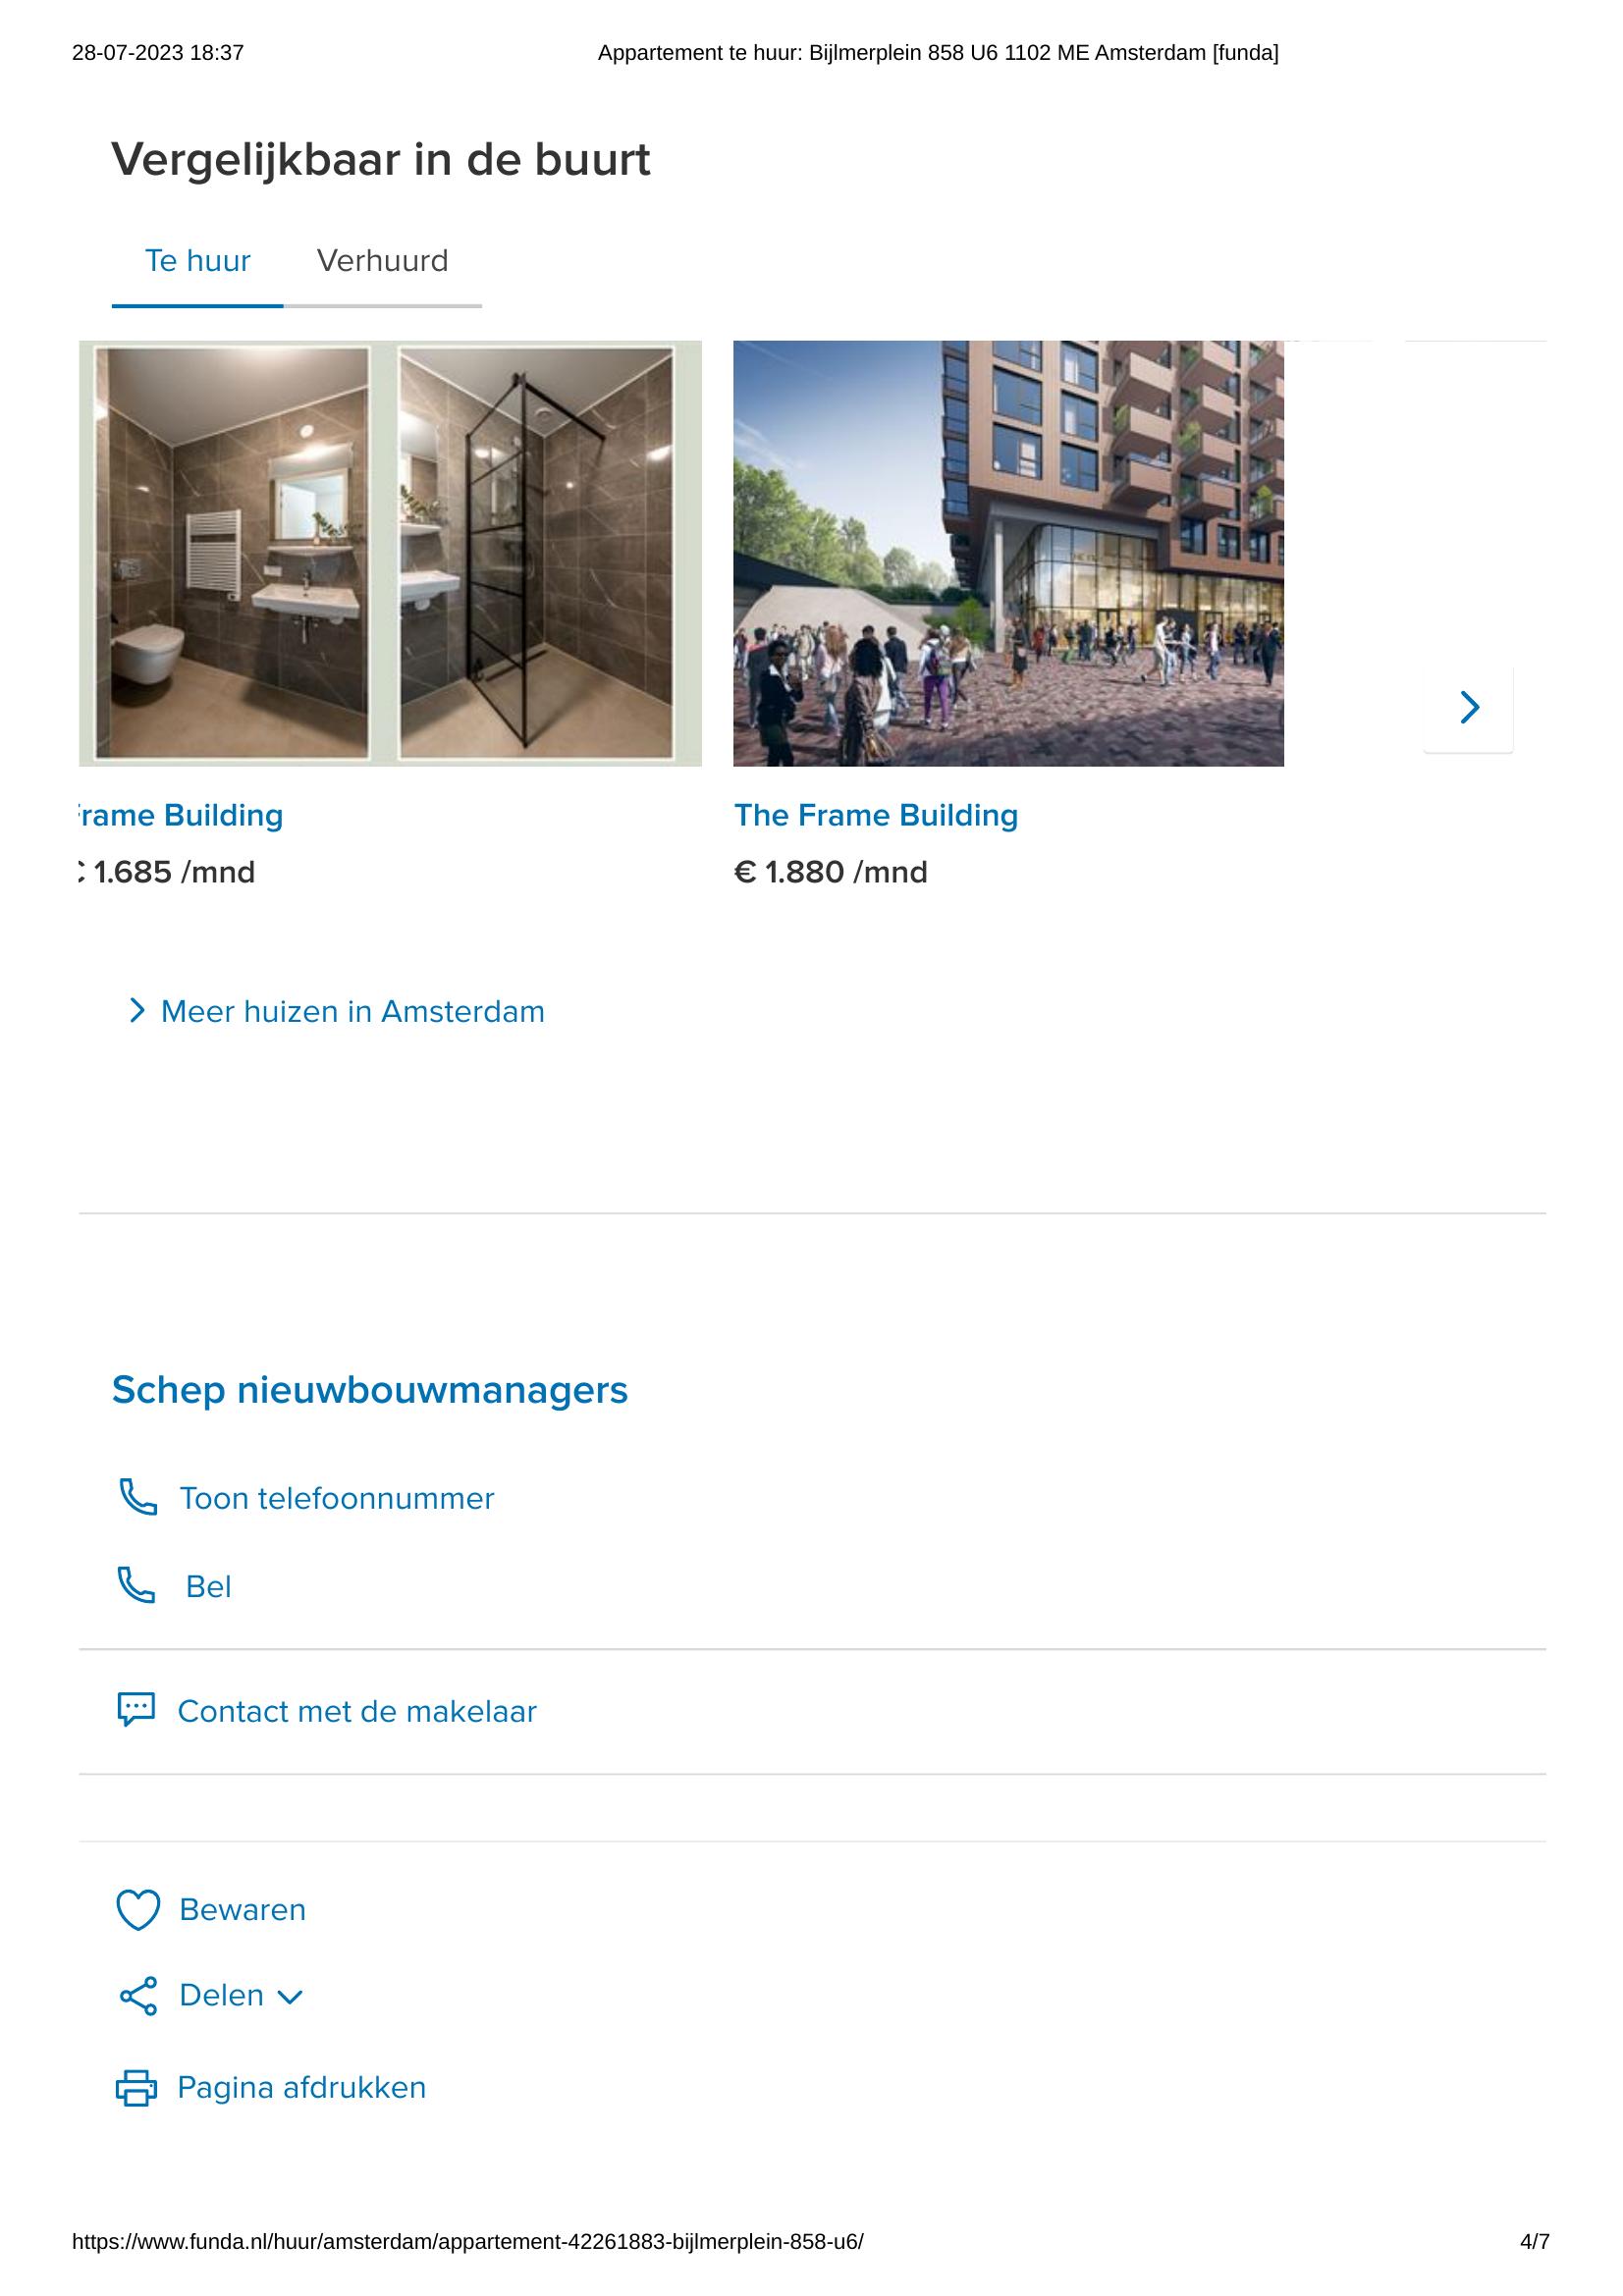 28-07-2023 18:37 Appartement te huur: Bijlmerplein 858 U6 1102 ME Amsterdam [funda]
Vergelijkbaar in de buurt
Te huur Verhuurd
rame Building The Frame Building
1.685 /mnd € 1.880 /mnd
Meer huizen in Amsterdam
Schep nieuwbouwmanagers
Toon telefoonnummer
Bel
Contact met de makelaar
Bewaren
Delen
Pagina afdrukken
https://www.funda.nl/huur/amsterdam/appartement-42261883-bijlmerplein-858-u6/ 4/7